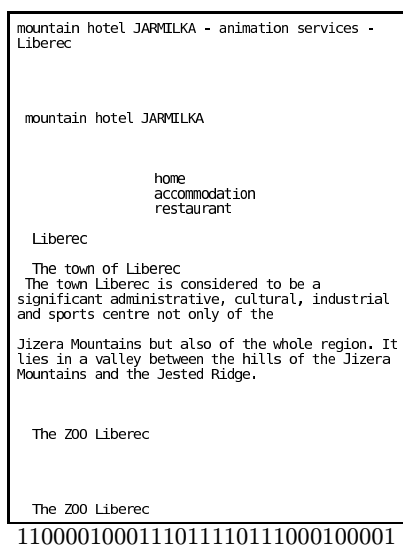 mountain hotel JARMILKA - animation services -
Liberec
mountain hotel JARMILKA
home
accommodation
restaurant
Liberec
The town of Liberec
The town Liberec is considered to be a
significant administrative, cultural, industrial
and sports centre not only of the
Jizera Mountains but also of the whole region. It
lies in a valley between the hills of the Jizera
Mountains and the Jested Ridge.
The ZOO Liberec
The ZOO Liberec
110000100011101111011100010001